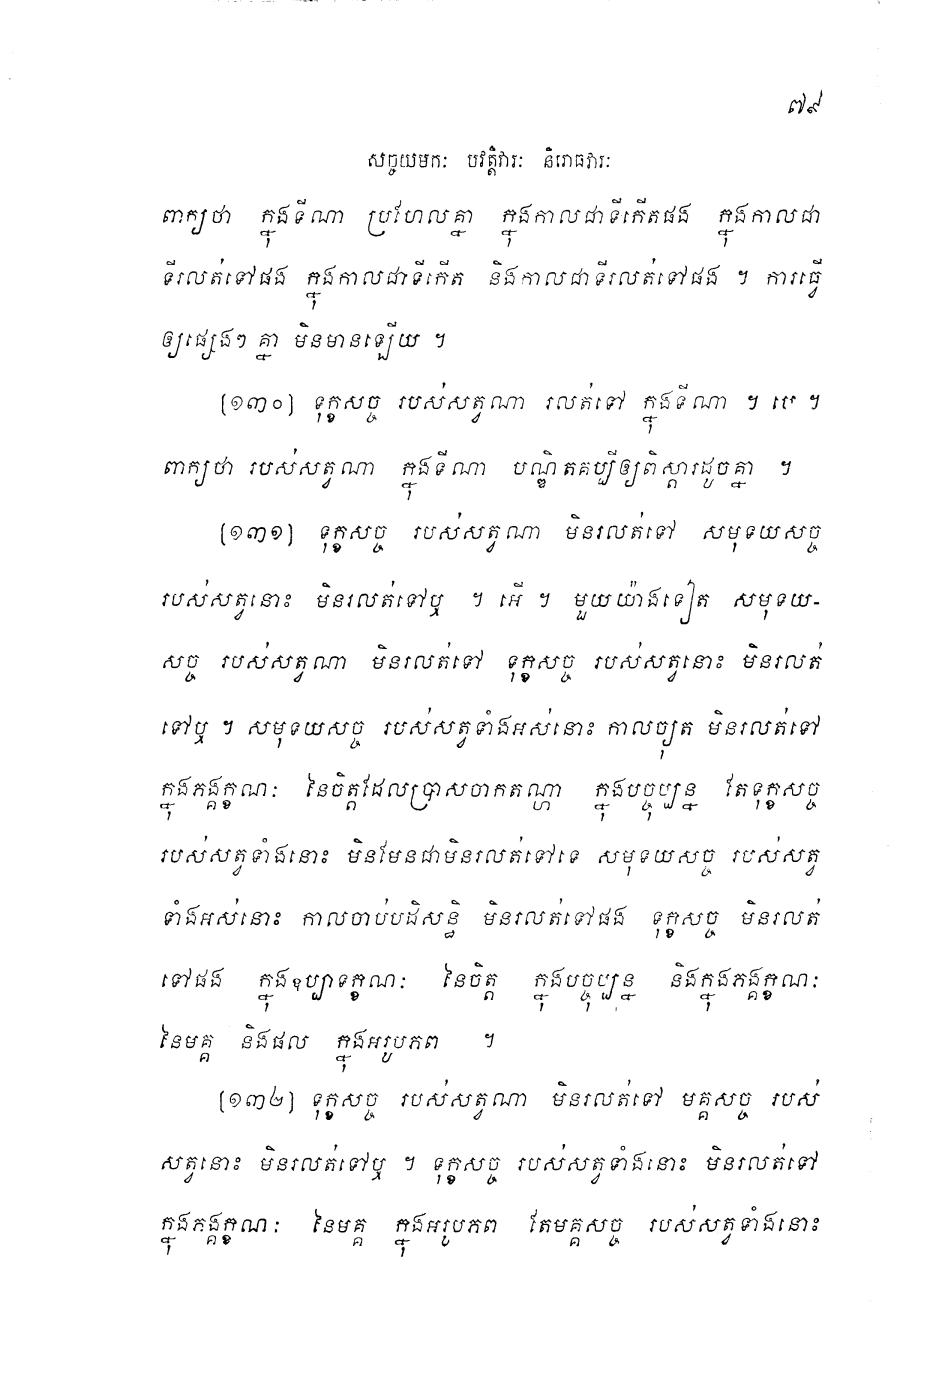 ៧៩
សច្ចយមកៈ បវត្តិវារៈ និរោធវារៈ
ពាក្យថា ក្នុងទីណា ប្រហែលគ្នា ក្នុងកាលជាទីកើតផង ក្នុងកាលជា
ទីរលត់ទៅផង ក្នុងកាលជាទីកើត និងកាលជាទីរលត់ទៅផង ។ ការធ្វើ
ឲ្យផ្សេងៗ គ្នា មិនមានឡើយ ។
(១៣០) ទុក្ខសច្ច របស់សត្វណា រលត់ទៅ ក្នុងទីណា ។ បេ ។
ពាក្យថា របស់សត្វណា ក្នុងទីណា បណ្ឌិតគប្បីឲ្យពិស្តារដូចគ្នា ។
(១៣១) ទុក្ខសច្ច របស់សត្វណា មិនរលត់ទៅ សមុទយសច្ច
របស់សត្វនោះ មិនរលត់ទៅឬ ។ អើ ។ មួយយ៉ាងទៀត សមុទយ-
សច្ច របស់សត្វណា មិនរលត់ទៅ ទុក្ខសច្ច របស់សត្វនោះ មិនរលត់
ទៅឬ ។ សមុទយសច្ច របស់សត្វទាំងអស់នោះ កាលច្យុត មិនរលត់ទៅ
ក្នុងភង្គក្ខណៈ នៃចិត្តដែលប្រាសចាកតណ្ហា ក្នុងបច្ចុប្បន្ន តែទុក្ខសច្ច
របស់សត្វទាំងនោះ មិនមែនជាមិនរលត់ទៅទេ សមុទយសច្ច របស់សត្វ
ទាំងអស់នោះ កាលចាប់បដិសន្ធិ មិនរលត់ទៅផង ទុក្ខសច្ច មិនរលត់
ទៅផង ក្នុងឧប្បាទក្ខណៈ នៃចិត្ត ក្នុងបច្ចុប្បន្ន និងក្នុងភង្គក្ខណៈ
នៃមគ្គ និងផល ក្នុងអរូបភព ។
(១៣២) ទុក្ខសច្ច របស់សត្វណា មិនរលត់ទៅ មគ្គសច្ច របស់
សត្វនោះ មិនរលត់ទៅឬ ។ ទុក្ខសច្ច របស់សត្វទាំងនោះ មិនរលត់ទៅ
ក្នុងភង្គក្ខណៈ នៃមគ្គ ក្នុងអរូបភព តែមគ្គសច្ច របស់សត្វទាំងនោះ